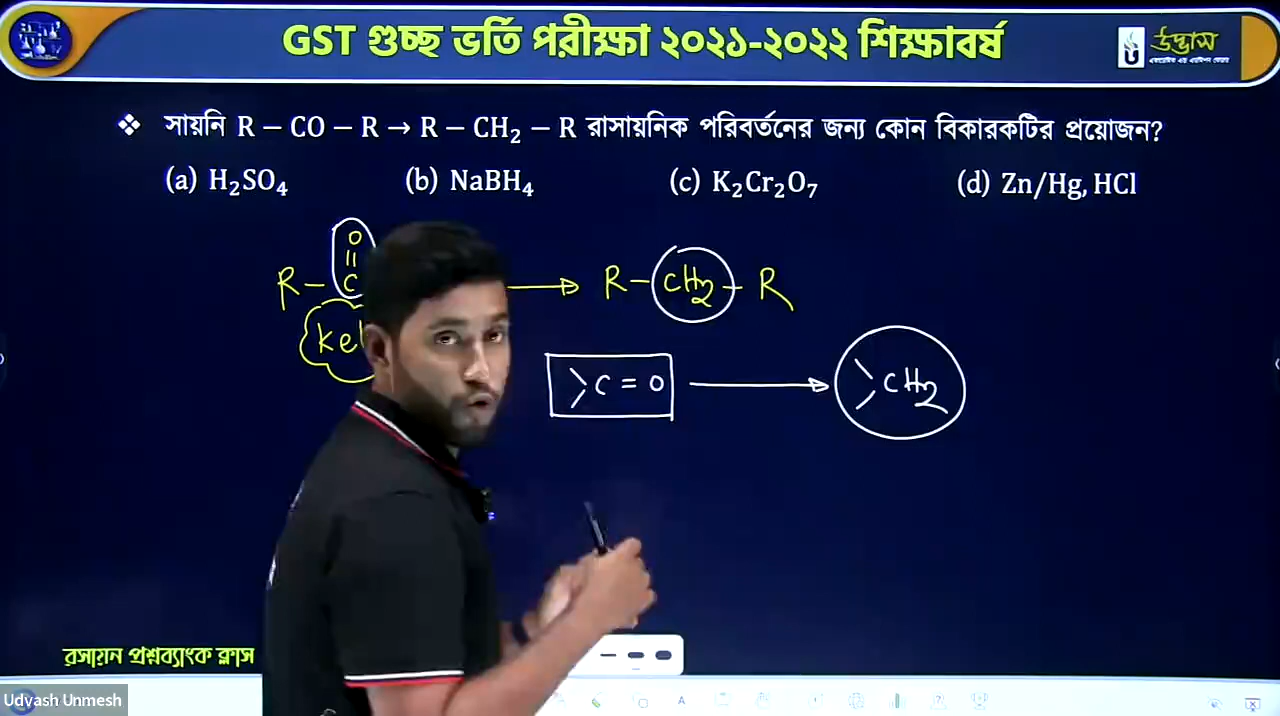 GST গুচ্ছ ভর্তি পরীক্ষা ২০২১-২০২২ শিক্ষাবর্ষ
উদ্ভাস
❖ সায়নি R – CO – R → R – CH₂ – R রাসায়নিক পরিবর্তনের জন্য কোন বিকারকটির প্রয়োজন?
(a) H₂SO₄ (b) NaBH₄ (c) K₂Cr₂O₇ (d) Zn/Hg, HCl
O
||
R – C → R – CH₂ – R
ke
>C = O → >CH₂
রসায়ন প্রশ্নব্যাংক ক্লাস
Udvash Unmesh